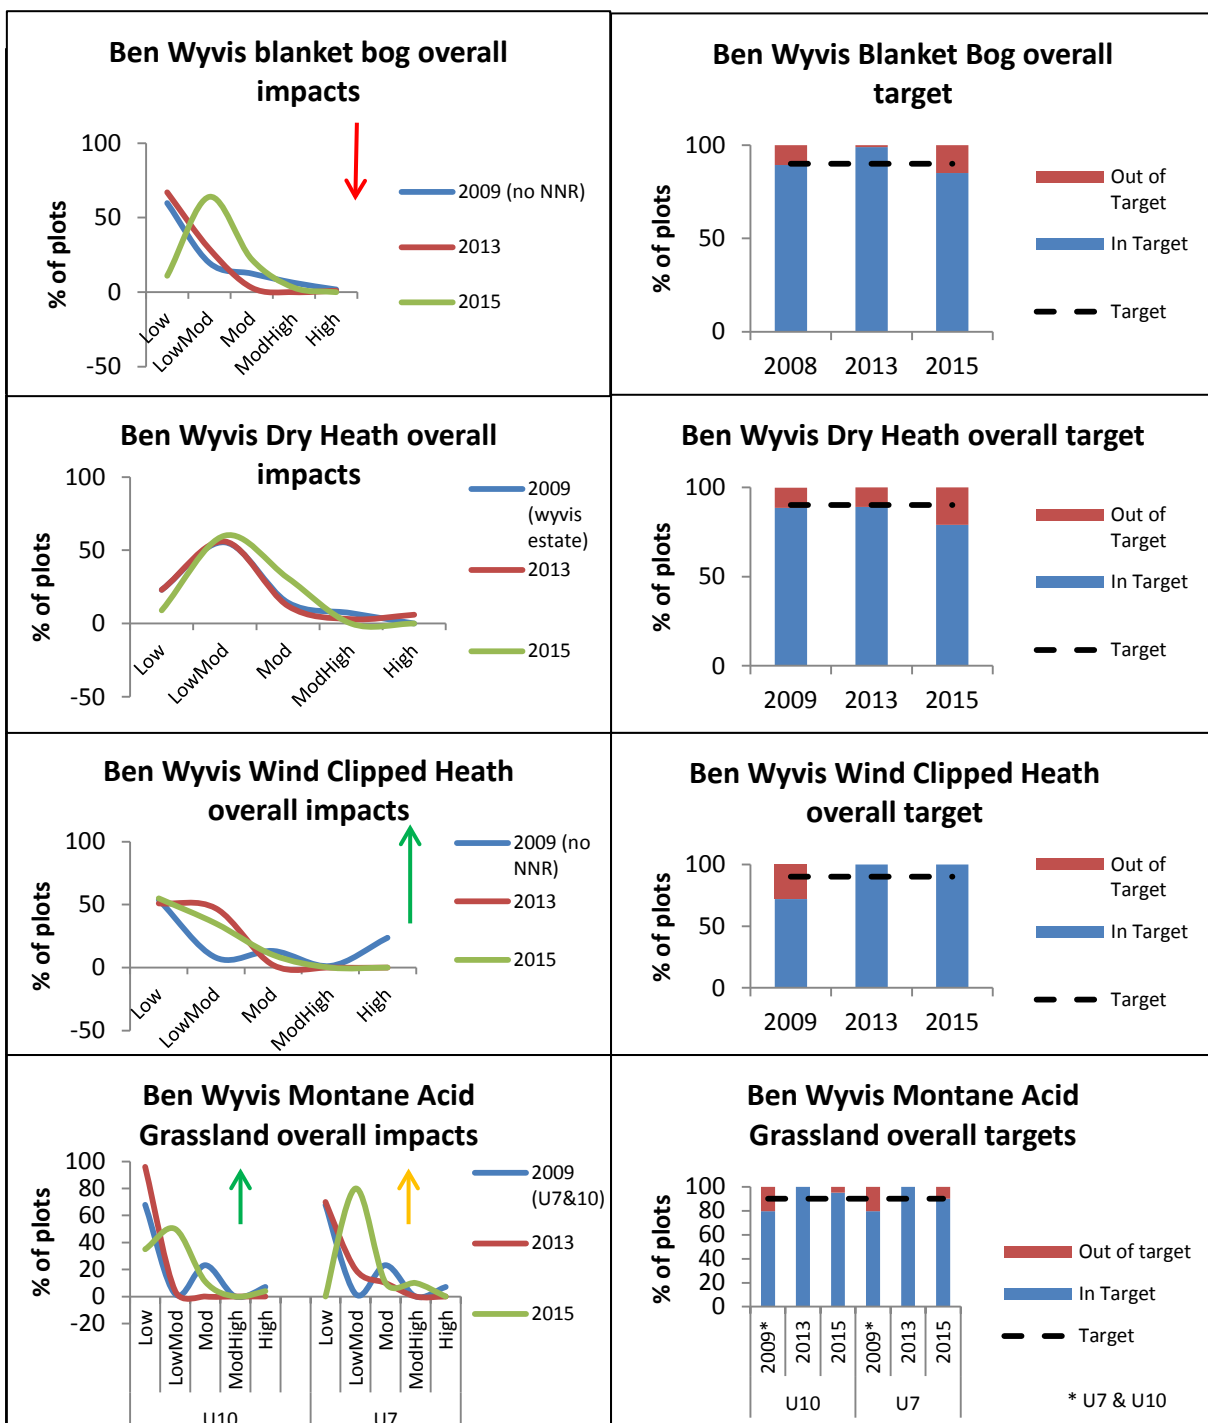 Ben Wyvis blanket bog overall
impacts
% of plots
100
50
0
-50
Low
LowMod
Mod
ModHigh
High
2009 (no NNR)
2013
2015
Ben Wyvis Blanket Bog overall
target
% of plots
100
50
0
2008
2013
2015
Out of
Target
In Target
Target
Ben Wyvis Dry Heath overall
impacts
% of plots
100
50
0
-50
Low
LowMod
Mod
ModHigh
High
2009
(wyvis
estate)
2013
2015
Ben Wyvis Dry Heath overall target
% of plots
100
50
0
2009
2013
2015
Out of
Target
In Target
Target
Ben Wyvis Wind Clipped Heath
overall impacts
% of plots
100
50
0
-50
Low
LowMod
Mod
ModHigh
High
2009 (no
NNR)
2013
2015
Ben Wyvis Wind Clipped Heath
overall target
% of plots
100
50
0
2009
2013
2015
Out of
Target
In Target
Target
Ben Wyvis Montane Acid
Grassland overall impacts
% of plots
100
80
60
40
20
0
-20
Low
LowMod
Mod
ModHigh
High
Low
LowMod
Mod
ModHigh
High
U10
U7
2009
(U7&10)
2013
2015
Ben Wyvis Montane Acid
Grassland overall targets
% of plots
100
80
60
40
20
0
2009*
2013
2015
2009*
2013
2015
U10
U7
Out of target
In Target
Target
* U7 & U10